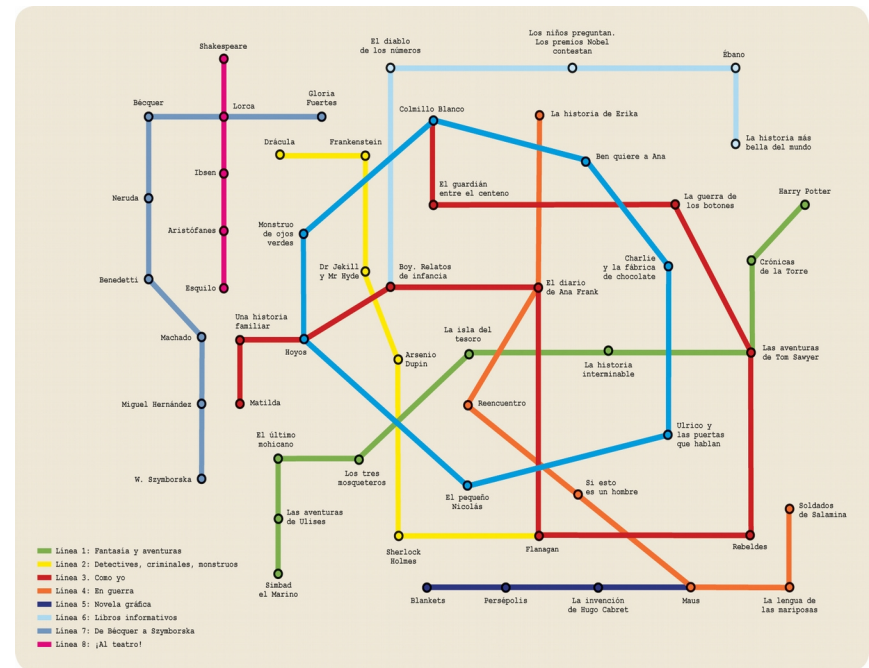 Shakespeare
El diablo
de los números
Los niños preguntan.
Los premios Nobel
contestan
Ébano
Bécquer
Lorca
Gloria
Fuertes
Colmillo Blanco
La historia de Erika
La historia más
bella del mundo
Drácula
Frankenstein
Ben quiere a Ana
Ibsen
El guardián
entre el centeno
La guerra de
los botones
Harry Potter
Neruda
Aristófanes
Monstruo
de ojos
verdes
Charlie
y la fábrica
de chocolate
Crónicas
de la Torre
Benedetti
Esquilo
Dr Jekill
y Mr Hyde
Boy. Relatos
de infancia
El diario
de Ana Frank
Machado
Una historia
familiar
Hoyos
Arsenio
Dupin
La isla del
tesoro
La historia
interminable
Las aventuras
de Tom Sawyer
Miguel Hernández
Matilda
Reencuentro
Ulrico y
las puertas
que hablan
El último
mohicano
Los tres
mosqueteros
W. Szymborska
El pequeño
Nicolás
Si esto
es un hombre
Soldados
de Salamina
Las aventuras
de Ulises
Sherlock
Holmes
Flanagan
Rebeldes
Simbad
el Marino
Blankets
Persépolis
La invención
de Hugo Cabret
Maus
La lengua de
las mariposas
Línea 1: Fantasía y aventuras
Línea 2: Detectives, criminales, monstruos
Línea 3. Como yo
Línea 4: En guerra
Línea 5: Novela gráfica
Línea 6: Libros informativos
Línea 7: De Bécquer a Szymborska
Línea 8: ¡Al teatro!